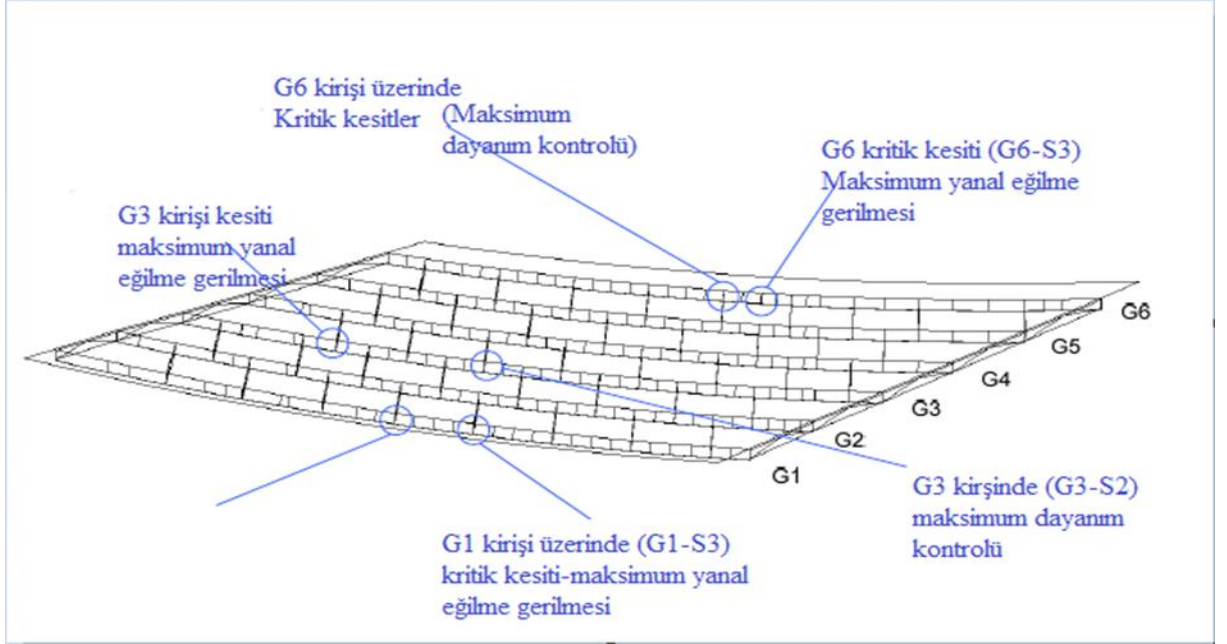 G6 kirişi üzerinde
Kritik kesitler
(Maksimum
dayanım kontrolü)
G6 kritik kesiti (G6-S3)
Maksimum yanal eğilme
gerilmesi
G3 kirişi kesiti
maksimum yanal
eğilme gerilmesi
G6
G5
G4
G3
G2
G1
G3 kirşinde (G3-S2)
maksimum dayanım
kontrolü
G1 kirişi üzerinde (G1-S3)
kritik kesiti-maksimum yanal
eğilme gerilmesi